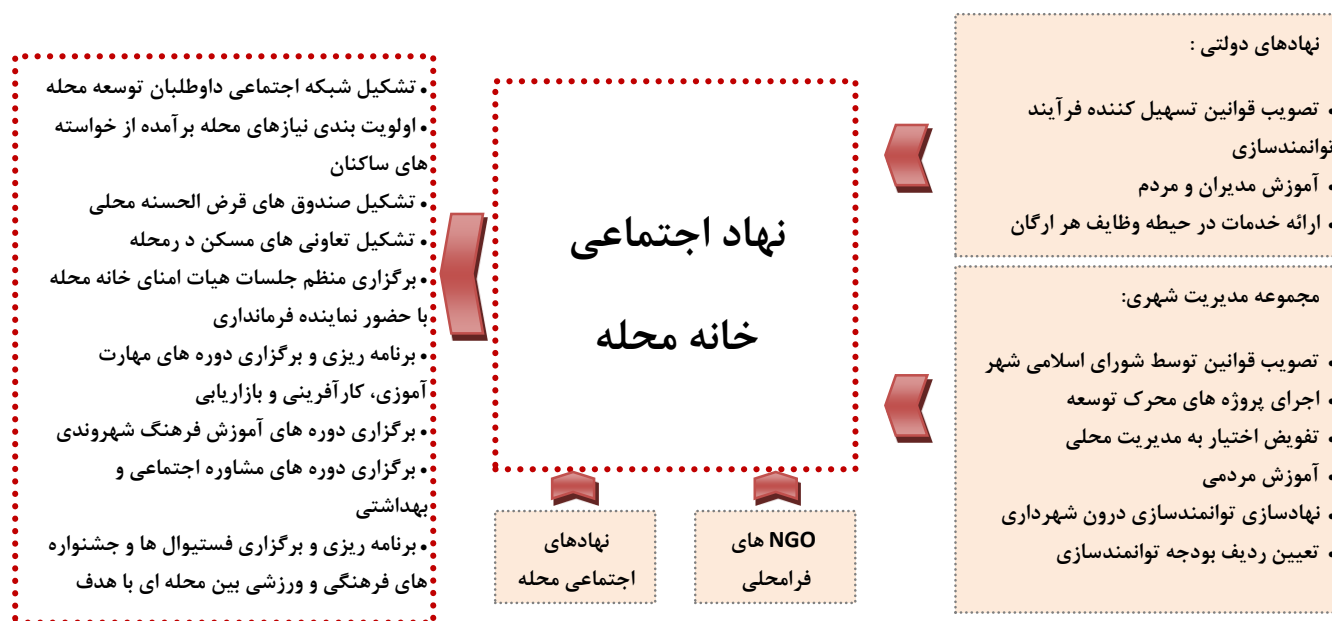 نهادهای دولتی :
• تصویب قوانین تسهیل کننده فرآیند
توانمندسازی
• آموزش مدیران و مردم
• ارائه خدمات در حیطه وظایف هر ارگان
مجموعه مدیریت شهری:
• تصویب قوانین توسط شورای اسلامی شهر
• اجرای پروژه های محرک توسعه
• تفویض اختیار به مدیریت محلی
• آموزش مردمی
• نهادسازی توانمندسازی درون شهرداری
• تعیین ردیف بودجه توانمندسازی
نهاد اجتماعی
خانه محله
NGO های
فرامحلی
نهادهای
اجتماعی محله
• تشکیل شبکه اجتماعی داوطلبان توسعه محله
• اولویت بندی نیازهای محله برآمده از خواسته
های ساکنان
• تشکیل صندوق های قرض الحسنه محلی
• تشکیل تعاونی های مسکن د رمحله
• برگزاری منظم جلسات هیات امنای خانه محله
با حضور نماینده فرمانداری
• برنامه ریزی و برگزاری دوره های مهارت
آموزی، کارآفرینی و بازاریابی
• برگزاری دوره های آموزش فرهنگ شهروندی
• برگزاری دوره های مشاوره اجتماعی و
بهداشتی
• برنامه ریزی و برگزاری فستیوال ها و جشنواره
های فرهنگی و ورزشی بین محله ای با هدف